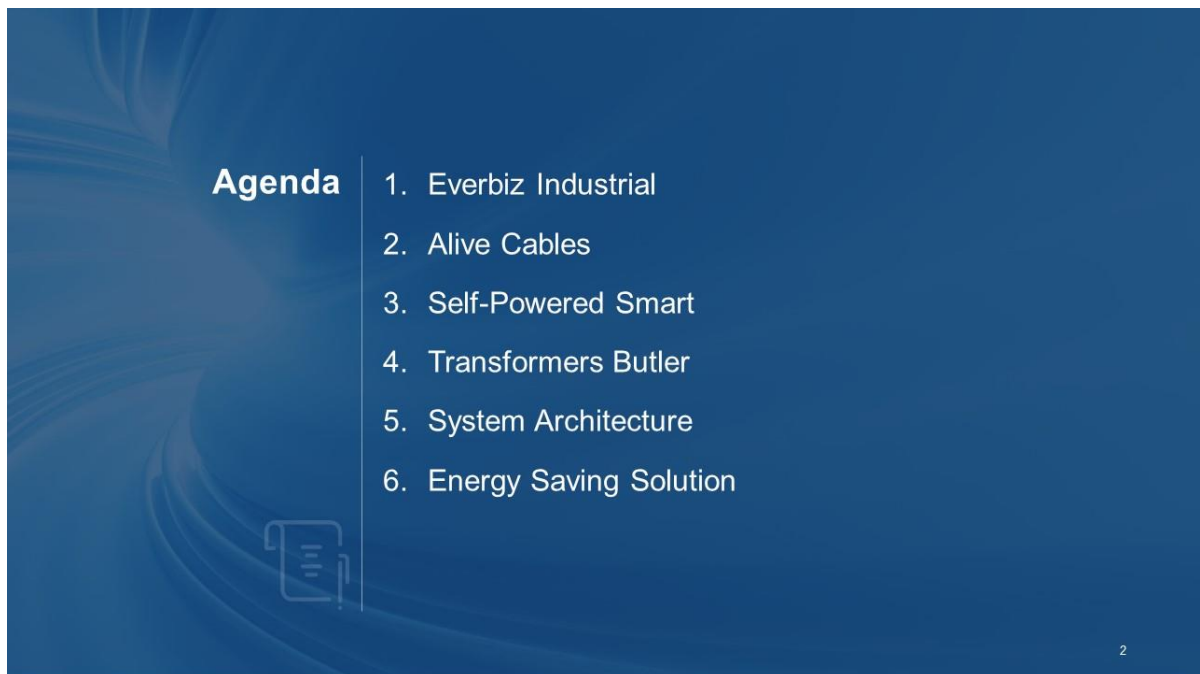 Agenda
1. Everbiz Industrial
2. Alive Cables
3. Self-Powered Smart
4. Transformers Butler
5. System Architecture
6. Energy Saving Solution
2